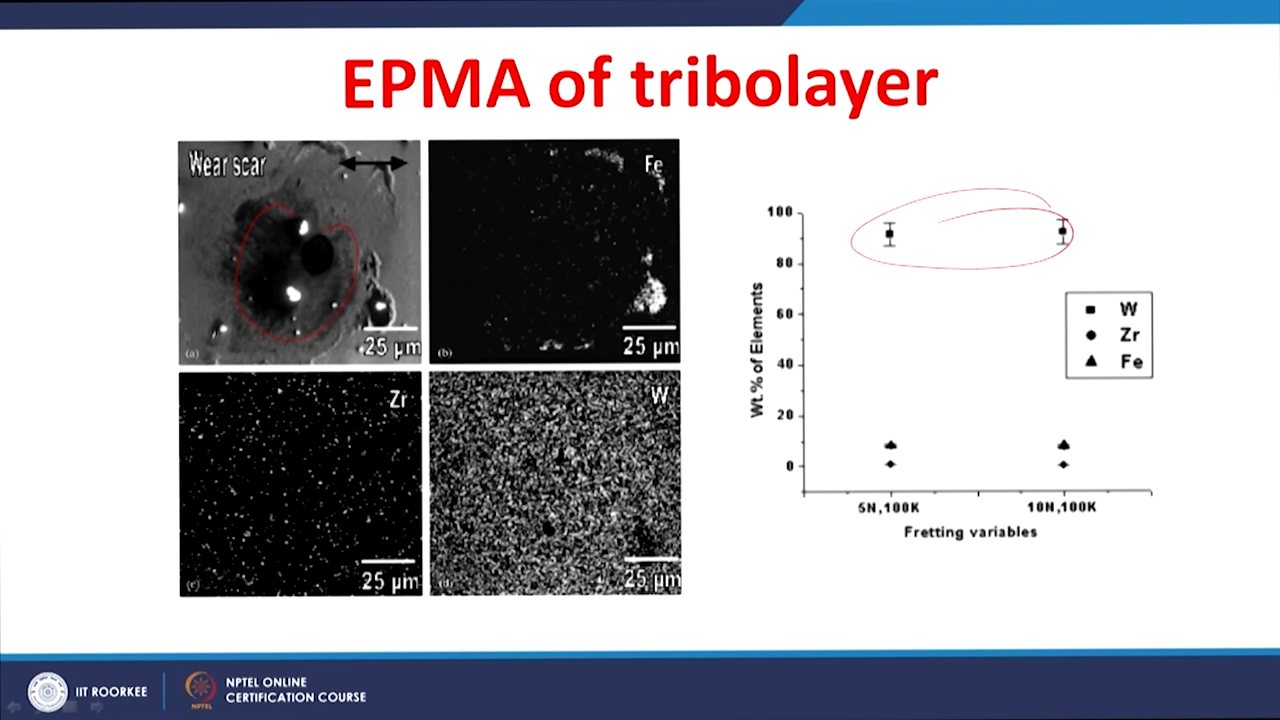 EPMA of tribolayer
Wear scar
(a)
25 µm
Fe
(b)
25 µm
Zr
(c)
25 µm
W
(d)
25 µm
100
80
60
40
20
0
Wt.% of Elements
5N,100K
10N,100K
Fretting variables
W
Zr
Fe
IIT ROORKEE
NPTEL
NPTEL ONLINE
CERTIFICATION COURSE